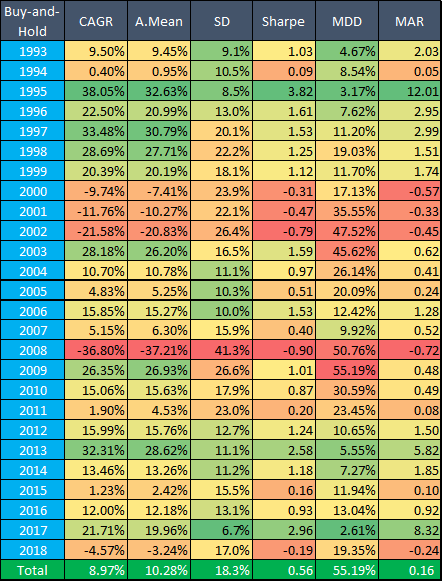 Buy-and-Hold CAGR A.Mean SD Sharpe MDD MAR
1993 9.50% 9.45% 9.1% 1.03 4.67% 2.03
1994 0.40% 0.95% 10.5% 0.09 8.54% 0.05
1995 38.05% 32.63% 8.5% 3.82 3.17% 12.01
1996 22.50% 20.99% 13.0% 1.61 7.62% 2.95
1997 33.48% 30.79% 20.1% 1.53 11.20% 2.99
1998 28.69% 27.71% 22.2% 1.25 19.03% 1.51
1999 20.39% 20.19% 18.1% 1.12 11.70% 1.74
2000 -9.74% -7.41% 23.9% -0.31 17.13% -0.57
2001 -11.76% -10.27% 22.1% -0.47 35.55% -0.33
2002 -21.58% -20.83% 26.4% -0.79 47.52% -0.45
2003 28.18% 26.20% 16.5% 1.59 45.62% 0.62
2004 10.70% 10.78% 11.1% 0.97 26.14% 0.41
2005 4.83% 5.25% 10.3% 0.51 20.09% 0.24
2006 15.85% 15.27% 10.0% 1.53 12.42% 1.28
2007 5.15% 6.30% 15.9% 0.40 9.92% 0.52
2008 -36.80% -37.21% 41.3% -0.90 50.76% -0.72
2009 26.35% 26.93% 26.6% 1.01 55.19% 0.48
2010 15.06% 15.63% 17.9% 0.87 30.59% 0.49
2011 1.90% 4.53% 23.0% 0.20 23.45% 0.08
2012 15.99% 15.76% 12.7% 1.24 10.65% 1.50
2013 32.31% 28.62% 11.1% 2.58 5.55% 5.82
2014 13.46% 13.26% 11.2% 1.18 7.27% 1.85
2015 1.23% 2.42% 15.5% 0.16 11.94% 0.10
2016 12.00% 12.18% 13.1% 0.93 13.04% 0.92
2017 21.71% 19.96% 6.7% 2.96 2.61% 8.32
2018 -4.57% -3.24% 17.0% -0.19 19.35% -0.24
Total 8.97% 10.28% 18.3% 0.56 55.19% 0.16